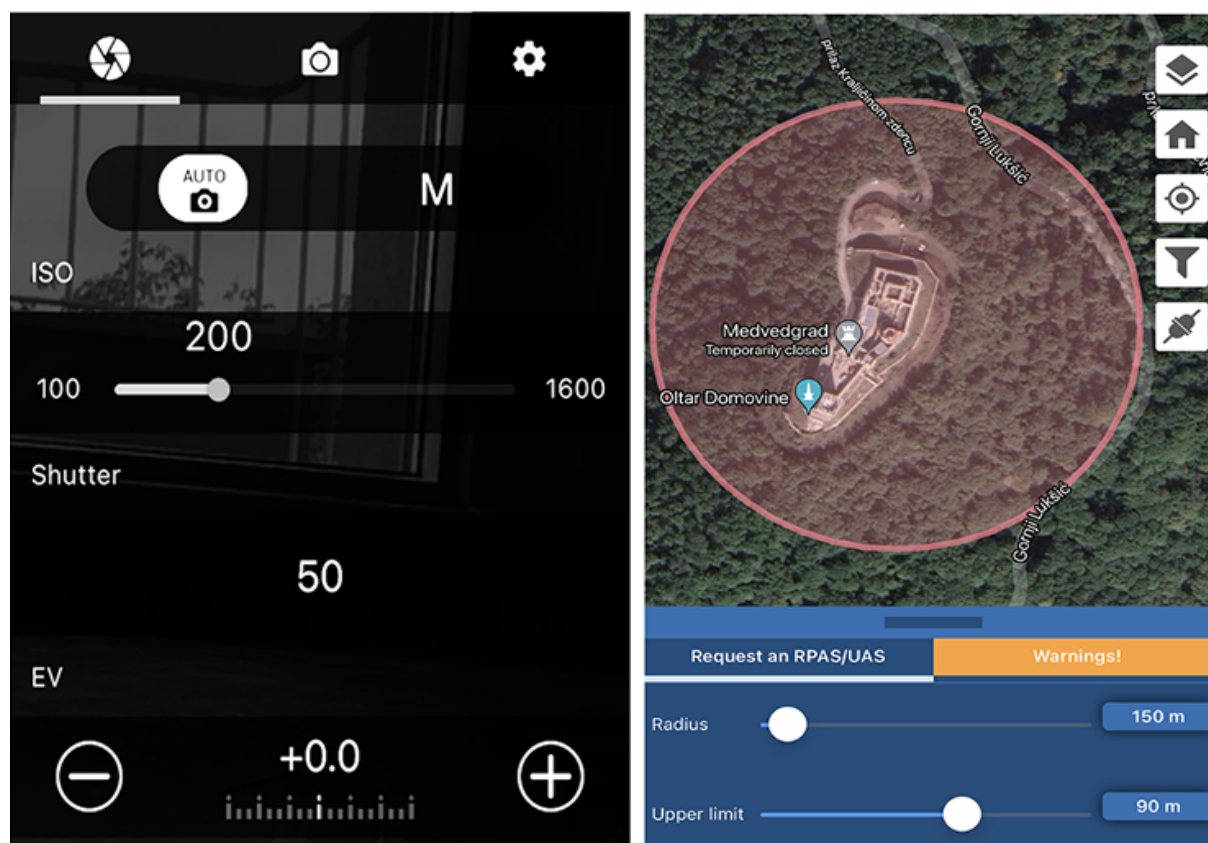 AUTO
M
ISO
200
100
1600
Shutter
50
EV
+0.0
prilaz Kraljičinom zdencu
Gornji Lukšić
Medvedgrad
Temporarily closed
Oltar Domovine
Gornji Lukšić
Request an RPAS/UAS
Warnings!
Radius
150 m
Upper limit
90 m